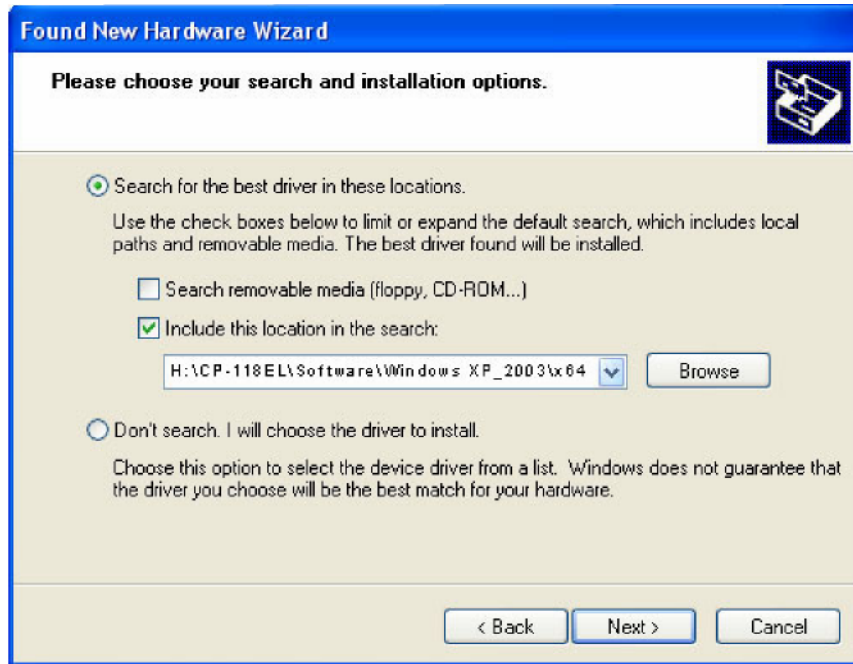 Found New Hardware Wizard
Please choose your search and installation options.
Search for the best driver in these locations.
Use the check boxes below to limit or expand the default search, which includes local
paths and removable media. The best driver found will be installed.
Search removable media (floppy, CD-ROM...)
Include this location in the search:
H:\CP-118EL\Software\Windows XP_2003\x64
Browse
Don't search. I will choose the driver to install.
Choose this option to select the device driver from a list. Windows does not guarantee that
the driver you choose will be the best match for your hardware.
< Back
Next >
Cancel